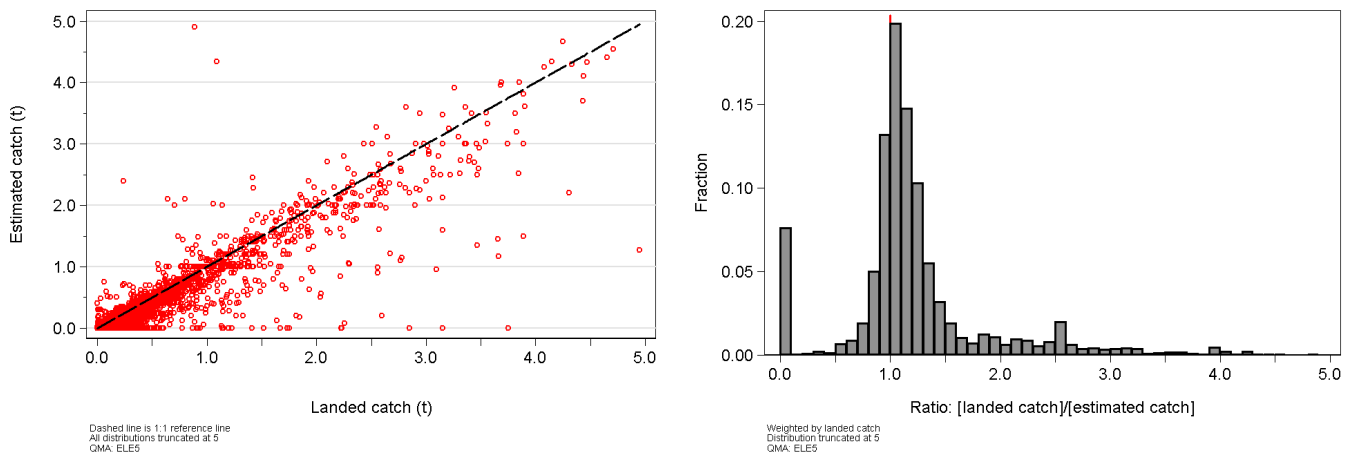 5.0
4.0
3.0
2.0
1.0
0.0
Estimated catch (t)
0.0 1.0 2.0 3.0 4.0 5.0
Landed catch (t)
Dashed line is 1:1 reference line
All distributions truncated at 5
QMA: ELE5
0.20
0.15
0.10
0.05
0.00
Fraction
0.0 1.0 2.0 3.0 4.0 5.0
Ratio: [landed catch]/[estimated catch]
Weighted by landed catch
Distribution truncated at 5
QMA: ELE5